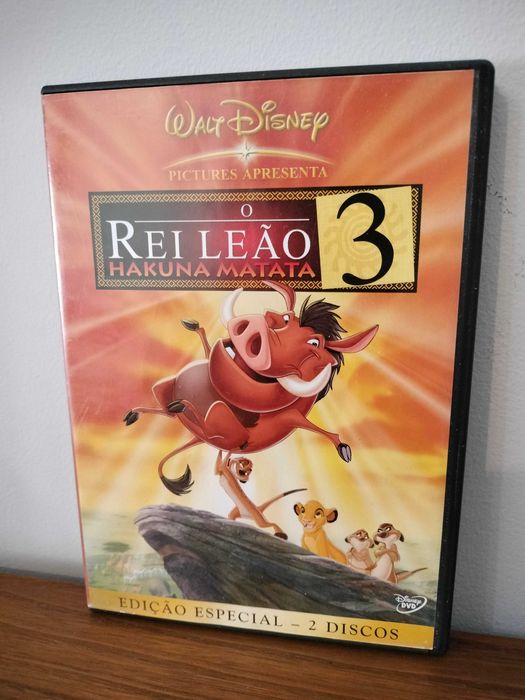 WALT DISNEY
PICTURES APRESENTA
O
REI LEÃO 3
HAKUNA MATATA
EDIÇÃO ESPECIAL – 2 DISCOS
DISNEY
DVD